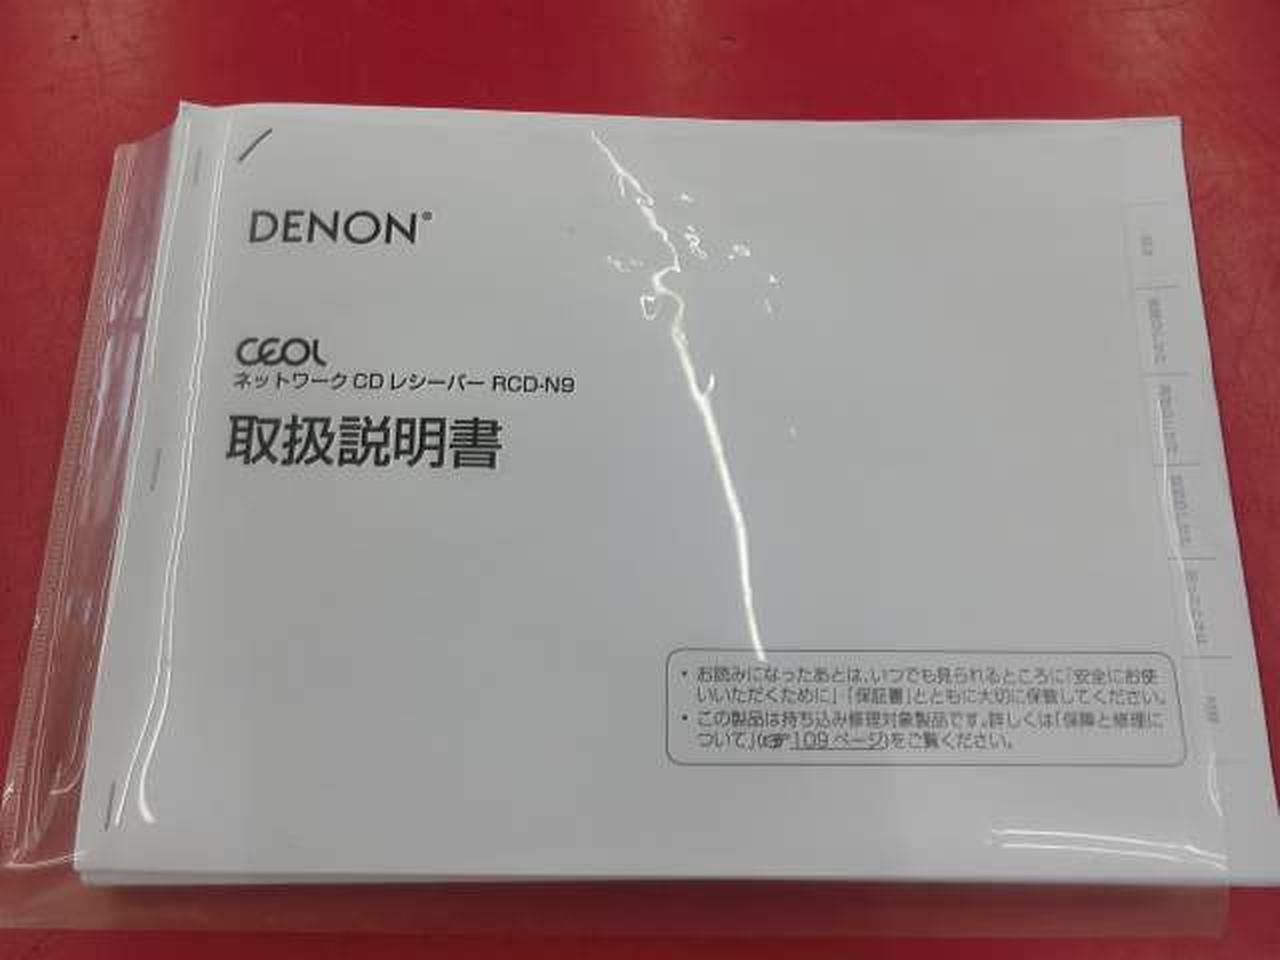 DENON®
CEOL
ネットワークCDレシーバー RCD-N9
取扱説明書
• お読みになったあとは、いつでも見られるところに「安全にお使
いいただくために」「保証書」とともに大切に保管してください。
• この製品は持ち込み修理対象製品です。詳しくは「保障と修理に
ついて」(☞109 ページ)をご覧ください。